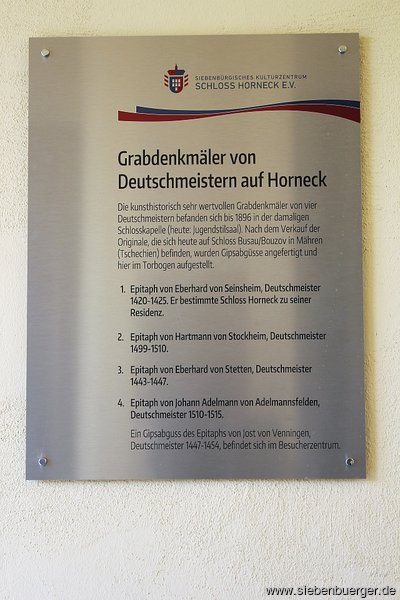 SIEBENBÜRGISCHES KULTURZENTRUM
SCHLOSS HORNECK E.V.
Grabdenkmäler von
Deutschmeistern auf Horneck
Die kunsthistorisch sehr wertvollen Grabdenkmäler von vier
Deutschmeistern befanden sich bis 1896 in der damaligen
Schlosskapelle (heute: Jugendstilsaal). Nach dem Verkauf der
Originale, die sich heute auf Schloss Busau/Bouzov in Mähren
(Tschechien) befinden, wurden Gipsabgüsse angefertigt und
hier im Torbogen aufgestellt.
1. Epitaph von Eberhard von Seinsheim, Deutschmeister
1420-1425. Er bestimmte Schloss Horneck zu seiner
Residenz.
2. Epitaph von Hartmann von Stockheim, Deutschmeister
1499-1510.
3. Epitaph von Eberhard von Stetten, Deutschmeister
1443-1447.
4. Epitaph von Johann Adelmann von Adelmannsfelden,
Deutschmeister 1510-1515.
Ein Gipsabguss des Epitaphs von Jost von Venningen,
Deutschmeister 1447-1454, befindet sich im Besucherzentrum.
www.siebenbuerger.de